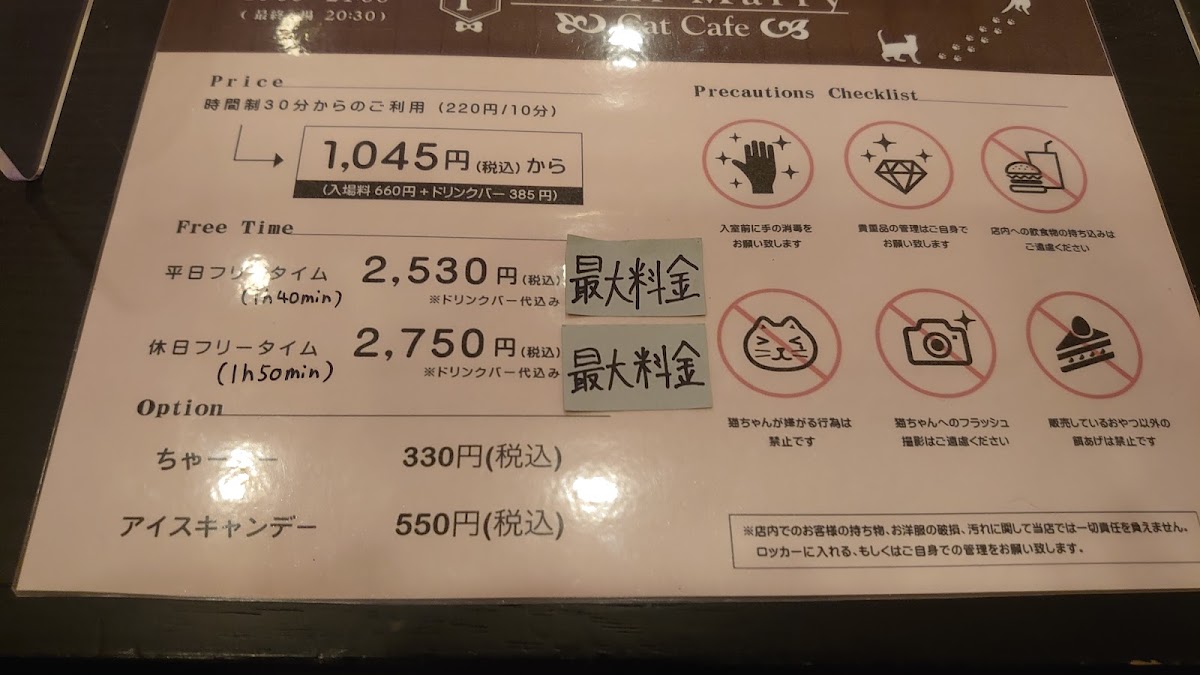 (最終入場 20:30)
Cat Cafe
Price
時間制30分からのご利用(220円/10分)
1,045円(税込)から
(入場料660円+ドリンクバー385円)
Free Time
平日フリータイム 2,530円(税込) 最大料金
(1h40min) ※ドリンクバー代込み
休日フリータイム 2,750円(税込) 最大料金
(1h50min) ※ドリンクバー代込み
Option
330円(税込)
アイスキャンデー 550円(税込)
Precautions Checklist
入室前に手の消毒を
お願い致します
貴重品の管理はご自身で
お願い致します
店内への飲食物の持ち込みは
ご遠慮ください
猫ちゃんが嫌がる行為は
禁止です
猫ちゃんへのフラッシュ
撮影はご遠慮ください
販売しているおやつ以外の
餌あげは禁止です
※店内でのお客様の持ち物、お洋服の破損、汚れに関して当店では一切責任を負えません。
ロッカーに入れる、もしくはご自身での管理をお願い致します。